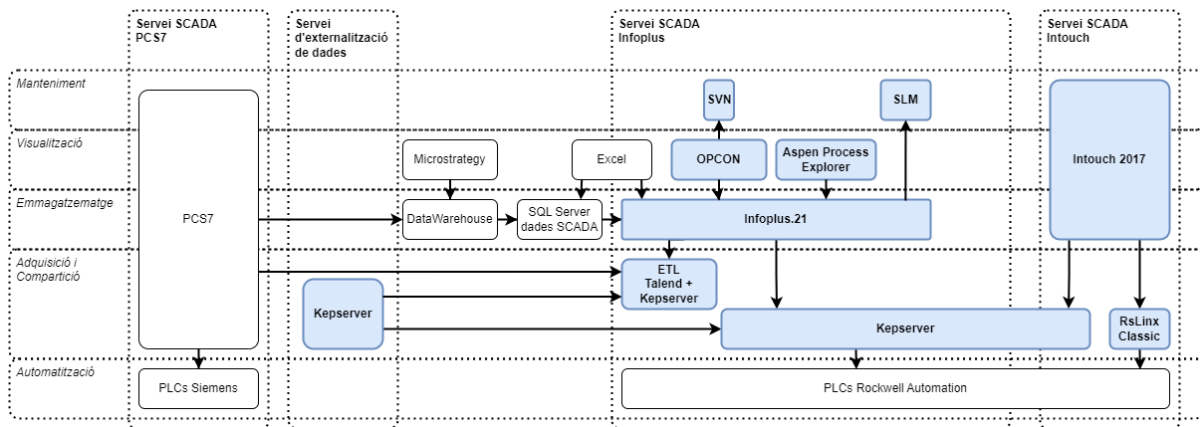 Servei SCADA
PCS7
Servei
d'externalització
de dades
Servei SCADA
Infoplus
Servei SCADA
Intouch
Manteniment
SVN
SLM
Visualització
Microstrategy
Excel
OPCON
Aspen Process
Explorer
Intouch 2017
Emmagatzematge
PCS7
DataWarehouse
SQL Server
dades SCADA
Infoplus.21
Adquisició i
Compartició
ETL
Talend +
Kepserver
Kepserver
Kepserver
RsLinx
Classic
Automatització
PLCs Siemens
PLCs Rockwell Automation